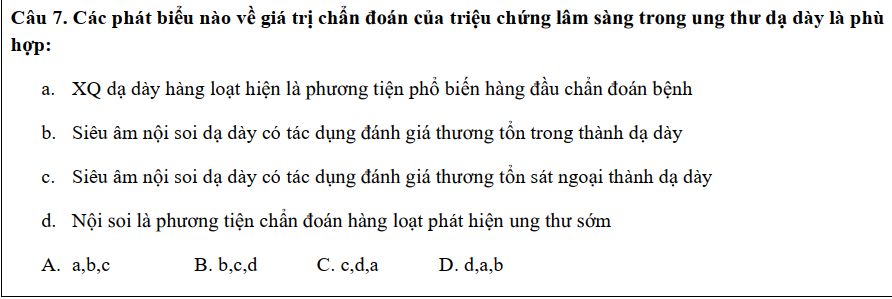 Câu 7. Các phát biểu nào về giá trị chẩn đoán của triệu chứng lâm sàng trong ung thư dạ dày là phù
hợp:
a. XQ dạ dày hàng loạt hiện là phương tiện phổ biến hàng đầu chẩn đoán bệnh
b. Siêu âm nội soi dạ dày có tác dụng đánh giá thương tổn trong thành dạ dày
c. Siêu âm nội soi dạ dày có tác dụng đánh giá thương tổn sát ngoại thành dạ dày
d. Nội soi là phương tiện chẩn đoán hàng loạt phát hiện ung thư sớm
A. a,b,c B. b,c,d C. c,d,a D. d,a,b